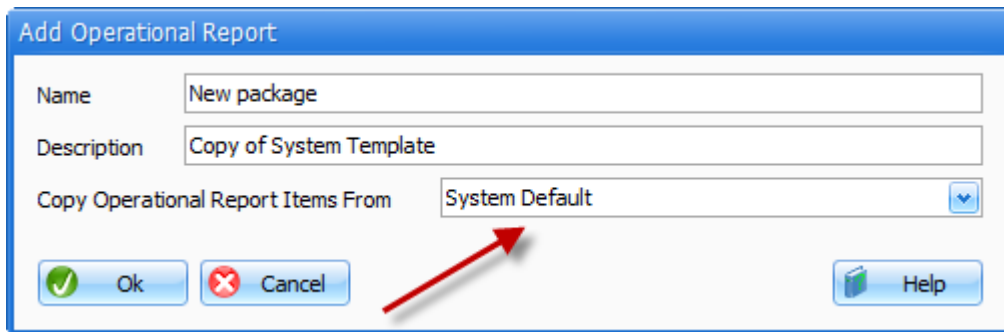 Add Operational Report
Name New package
Description Copy of System Template
Copy Operational Report Items From System Default
Ok Cancel Help